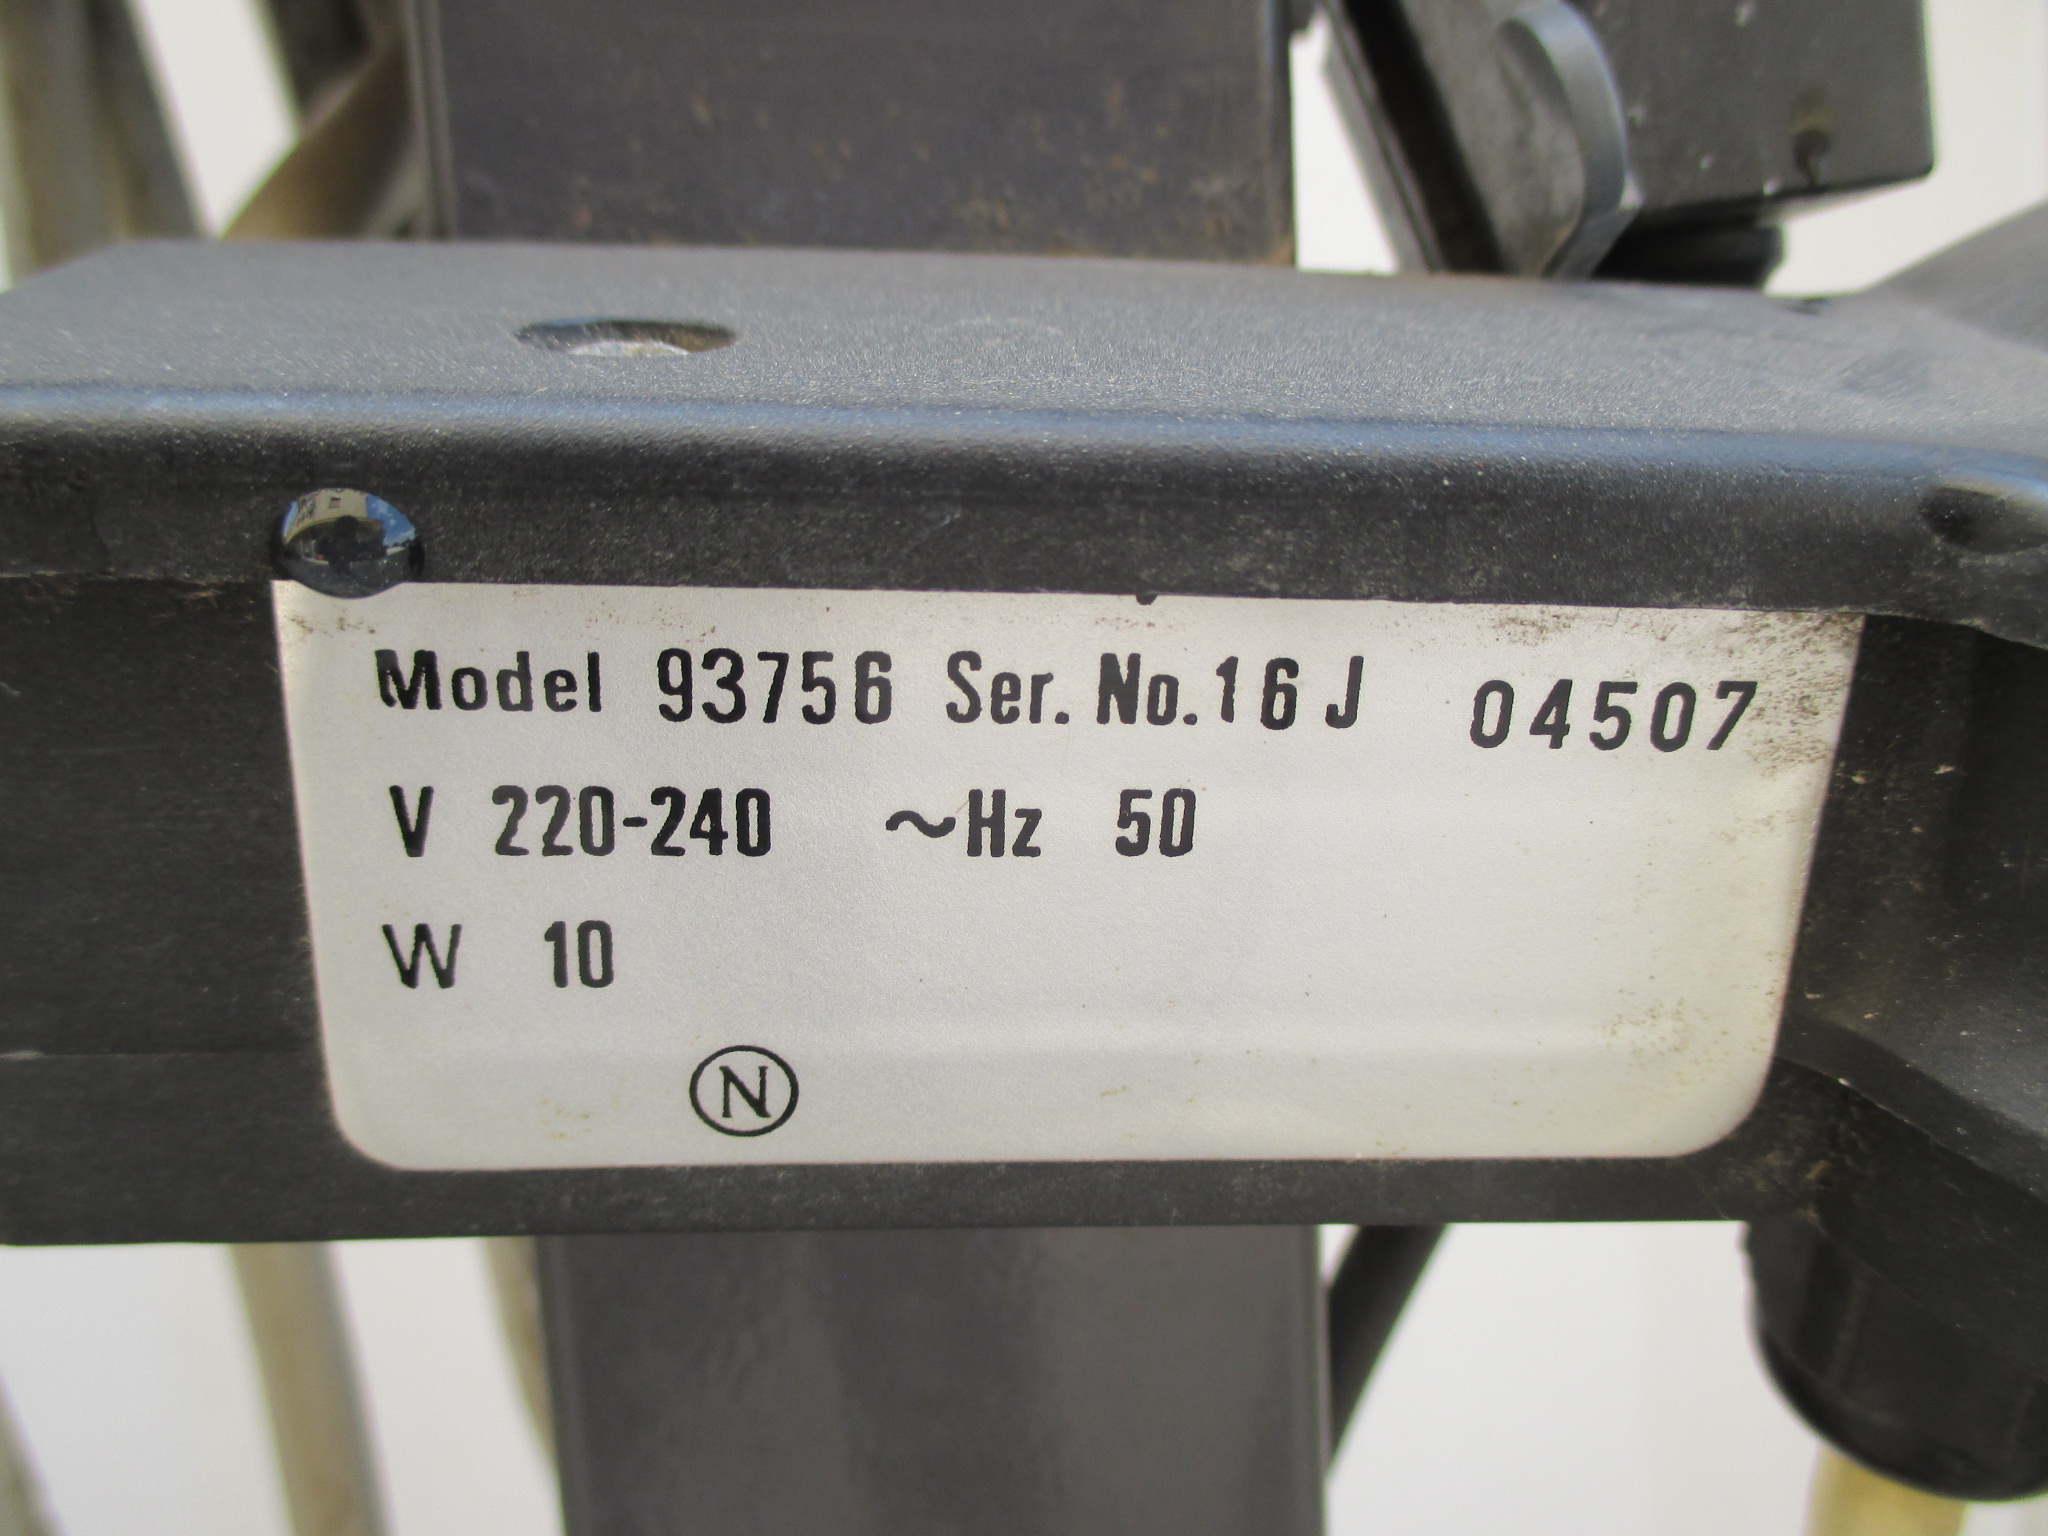 Model 93756 Ser. No. 16 J 04507
V 220-240 ~Hz 50
W 10
N